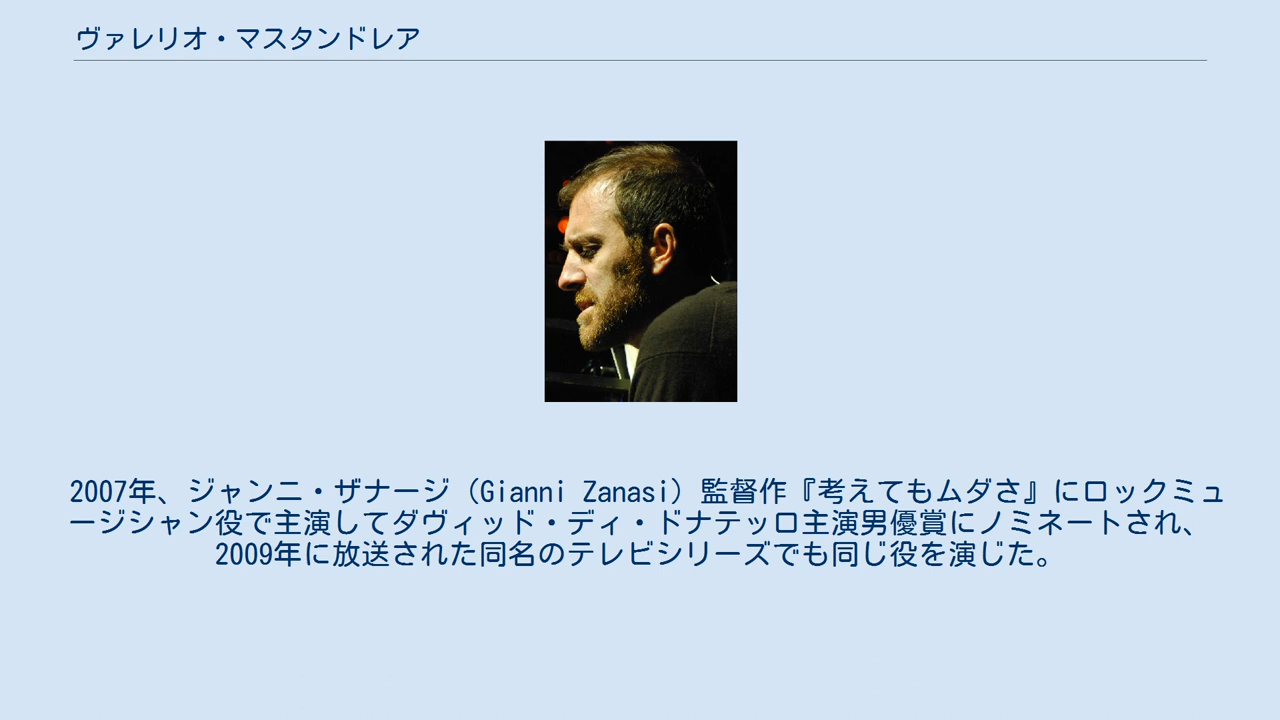 ヴァレリオ・マスタンドレア
2007年、ジャンニ・ザナージ（Gianni Zanasi）監督作『考えてもムダさ』にロックミュ
ージシャン役で主演してダヴィッド・ディ・ドナテッロ主演男優賞にノミネートされ、
2009年に放送された同名のテレビシリーズでも同じ役を演じた。